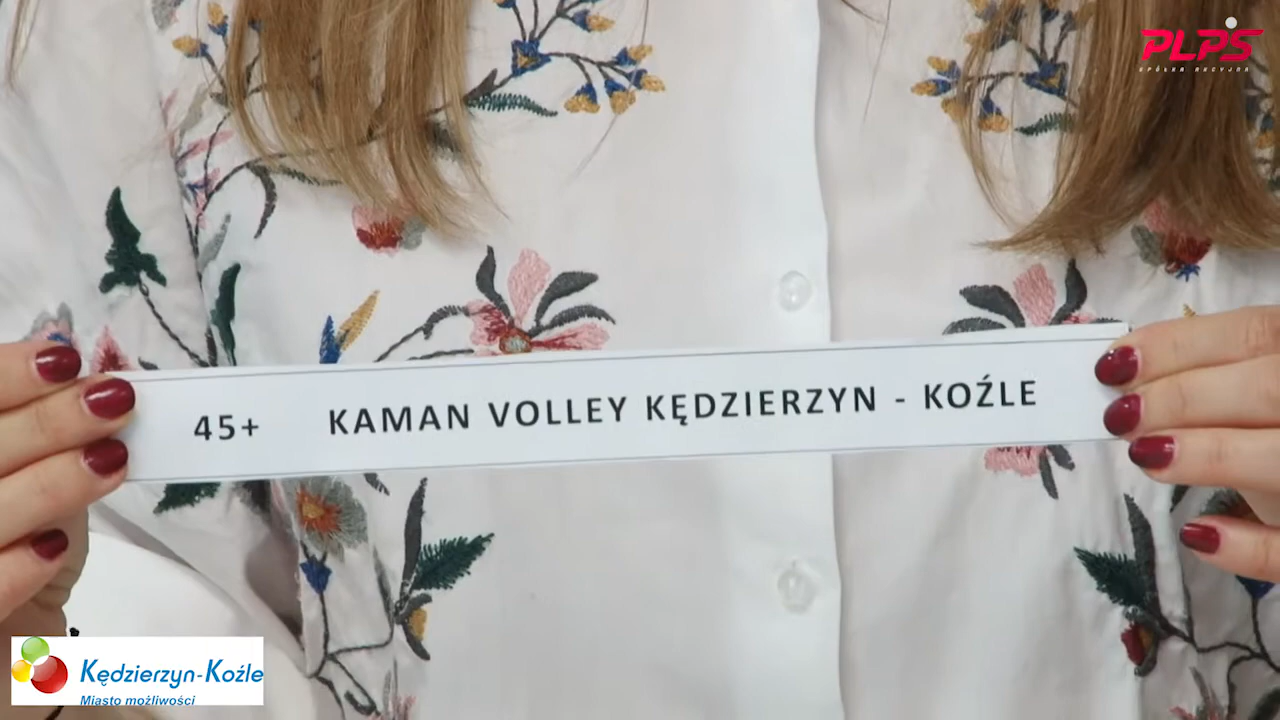 PLPS
SPÓŁKA AKCYJNA
45+ KAMAN VOLLEY KĘDZIERZYN - KOŹLE
Kędzierzyn-Koźle
Miasto możliwości